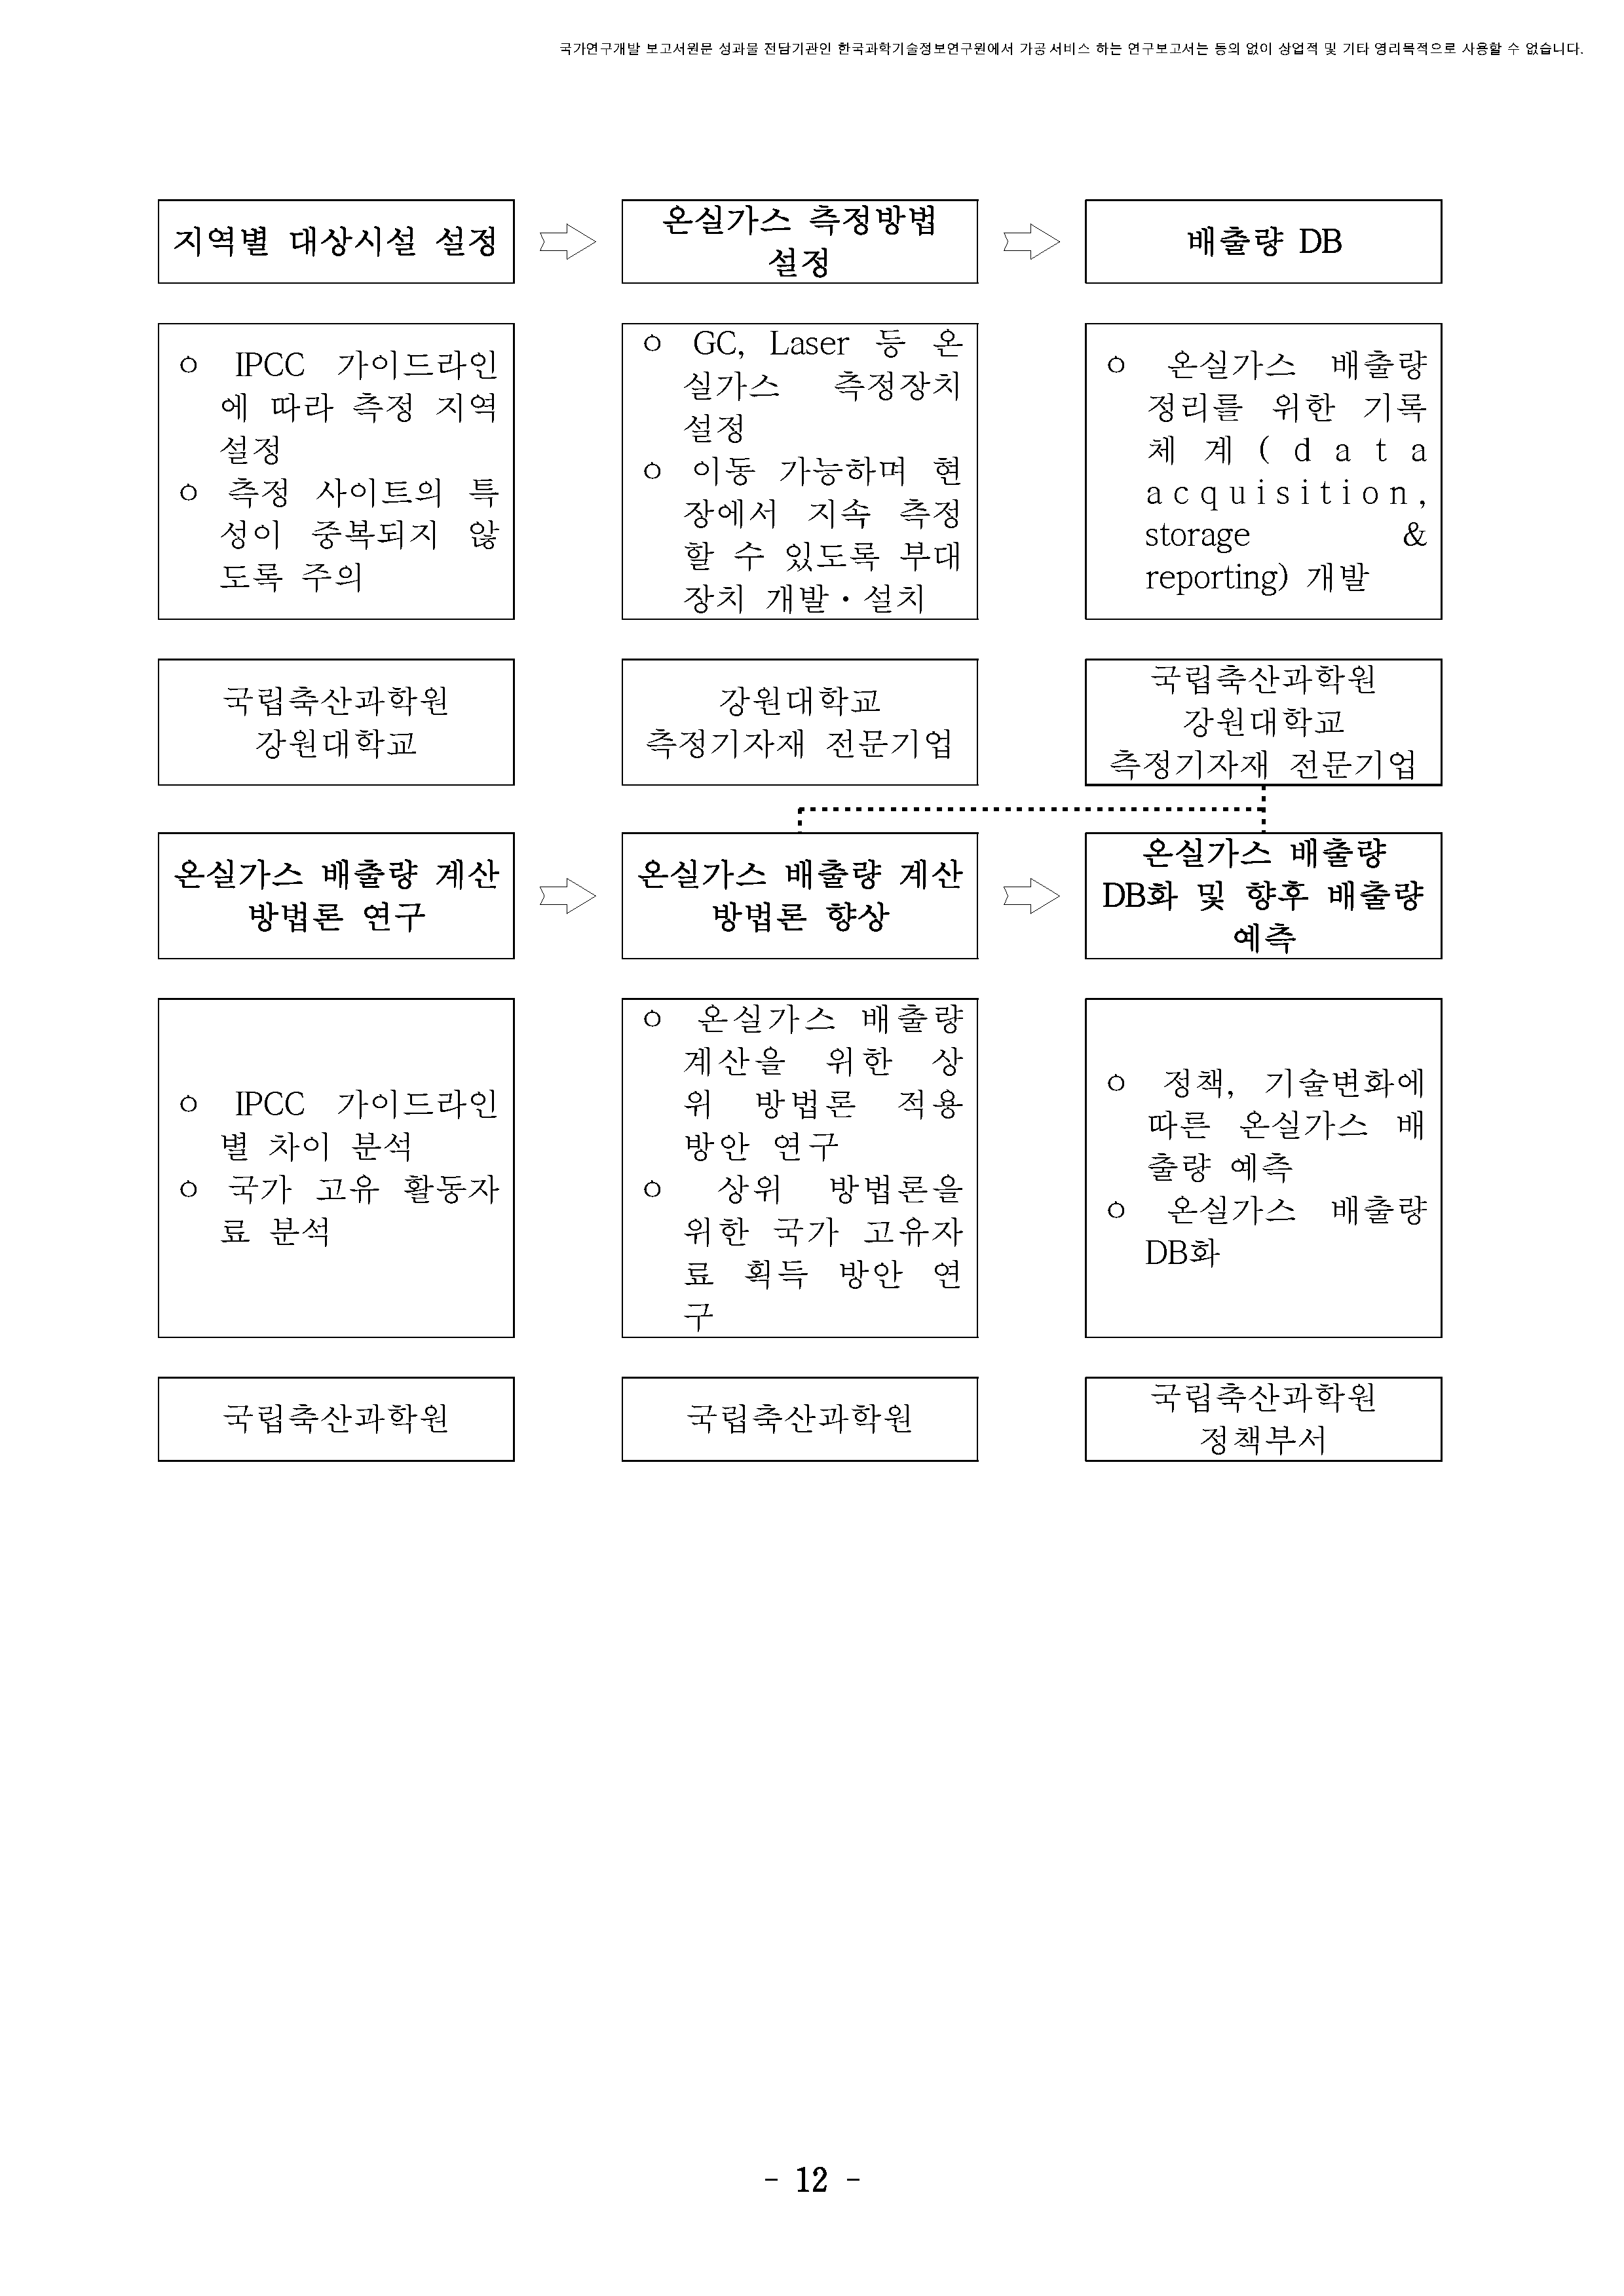 국가연구개발 보고서원문 성과물 전담기관인 한국과학기술정보연구원에서 가공·서비스 하는 연구보고서는 동의 없이 상업적 및 기타 영리목적으로 사용할 수 없습니다.
지역별 대상시설 설정
온실가스 측정방법
설정
배출량 DB
ㅇ IPCC 가이드라인
에 따라 측정 지역
설정
ㅇ 측정 사이트의 특
성이 중복되지 않
도록 주의
ㅇ GC, Laser 등 온
실가스 측정장치
설정
ㅇ 이동 가능하며 현
장에서 지속 측정
할 수 있도록 부대
장치 개발·설치
ㅇ 온실가스 배출량
정리를 위한 기록
체계(data
acquisition,
storage &
reporting) 개발
국립축산과학원
강원대학교
강원대학교
측정기자재 전문기업
국립축산과학원
강원대학교
측정기자재 전문기업
온실가스 배출량 계산
방법론 연구
온실가스 배출량 계산
방법론 향상
온실가스 배출량
DB화 및 향후 배출량
예측
ㅇ IPCC 가이드라인
별 차이 분석
ㅇ 국가 고유 활동자
료 분석
ㅇ 온실가스 배출량
계산을 위한 상
위 방법론 적용
방안 연구
ㅇ 상위 방법론을
위한 국가 고유자
료 획득 방안 연
구
ㅇ 정책, 기술변화에
따른 온실가스 배
출량 예측
ㅇ 온실가스 배출량
DB화
국립축산과학원
국립축산과학원
국립축산과학원
정책부서
- 12 -